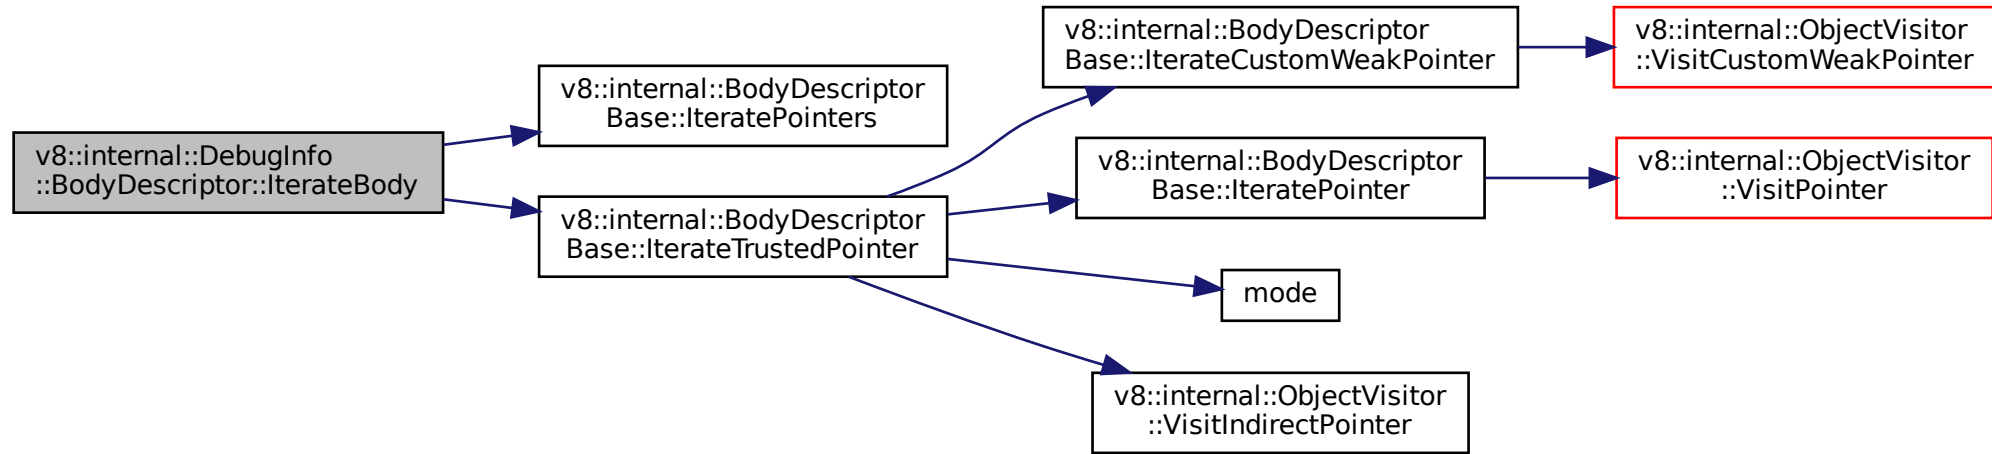 v8::internal::DebugInfo
::BodyDescriptor::IterateBody
v8::internal::BodyDescriptor
Base::IteratePointers
v8::internal::BodyDescriptor
Base::IterateTrustedPointer
v8::internal::BodyDescriptor
Base::IterateCustomWeakPointer
v8::internal::ObjectVisitor
::VisitCustomWeakPointer
v8::internal::BodyDescriptor
Base::IteratePointer
v8::internal::ObjectVisitor
::VisitPointer
mode
v8::internal::ObjectVisitor
::VisitIndirectPointer